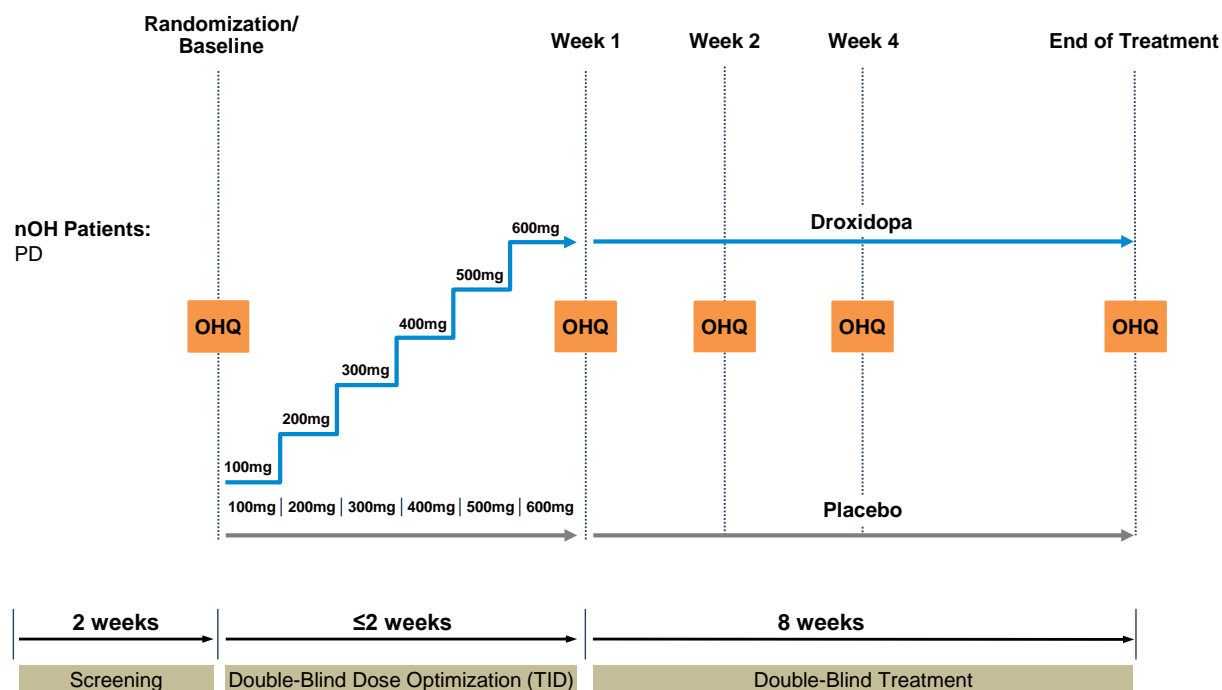 Randomization/
Baseline
Week 1
Week 2
Week 4
End of Treatment
nOH Patients:
PD
600mg
Droxidopa
500mg
OHQ
OHQ
OHQ
OHQ
OHQ
400mg
300mg
200mg
100mg
100mg | 200mg | 300mg | 400mg | 500mg | 600mg
Placebo
2 weeks
≤2 weeks
8 weeks
Screening
Double-Blind Dose Optimization (TID)
Double-Blind Treatment